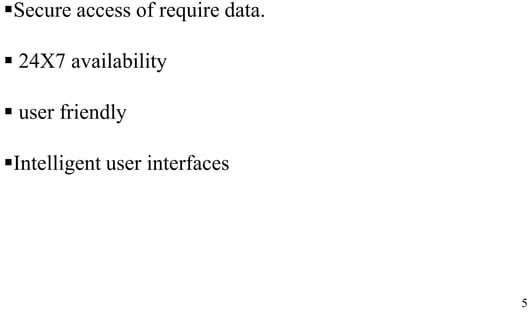 ▪Secure access of require data.
▪ 24X7 availability
▪ user friendly
▪Intelligent user interfaces
5